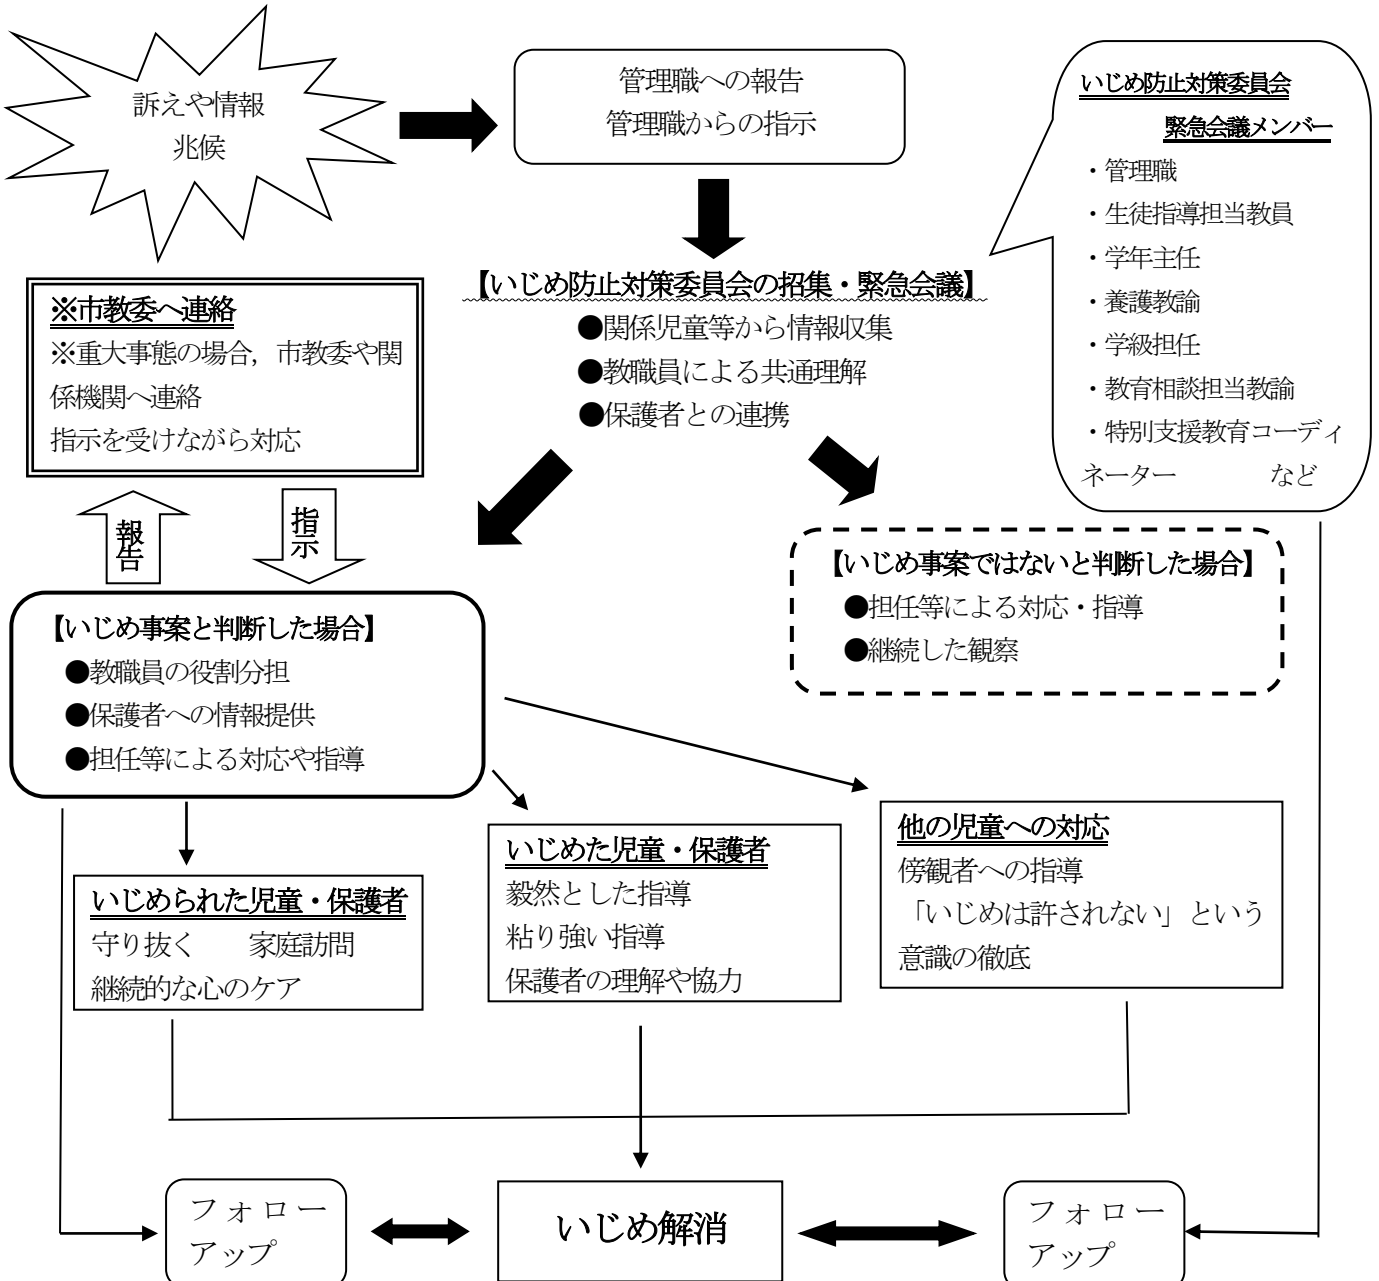 訴えや情報
兆候
管理職への報告
管理職からの指示
いじめ防止対策委員会
緊急会議メンバー
・管理職
・生徒指導担当教員
・学年主任
・養護教諭
・学級担任
・教育相談担当教諭
・特別支援教育コーディ
ネーター　　　など
【いじめ防止対策委員会の招集・緊急会議】
●関係児童等から情報収集
●教職員による共通理解
●保護者との連携
※市教委へ連絡
※重大事態の場合，市教委や関
係機関へ連絡
指示を受けながら対応
報告
指示
【いじめ事案ではないと判断した場合】
●担任等による対応・指導
●継続した観察
【いじめ事案と判断した場合】
●教職員の役割分担
●保護者への情報提供
●担任等による対応や指導
いじめられた児童・保護者
守り抜く　　家庭訪問
継続的な心のケア
いじめた児童・保護者
毅然とした指導
粘り強い指導
保護者の理解や協力
他の児童への対応
傍観者への指導
「いじめは許されない」という
意識の徹底
フォロー
アップ
いじめ解消
フォロー
アップ